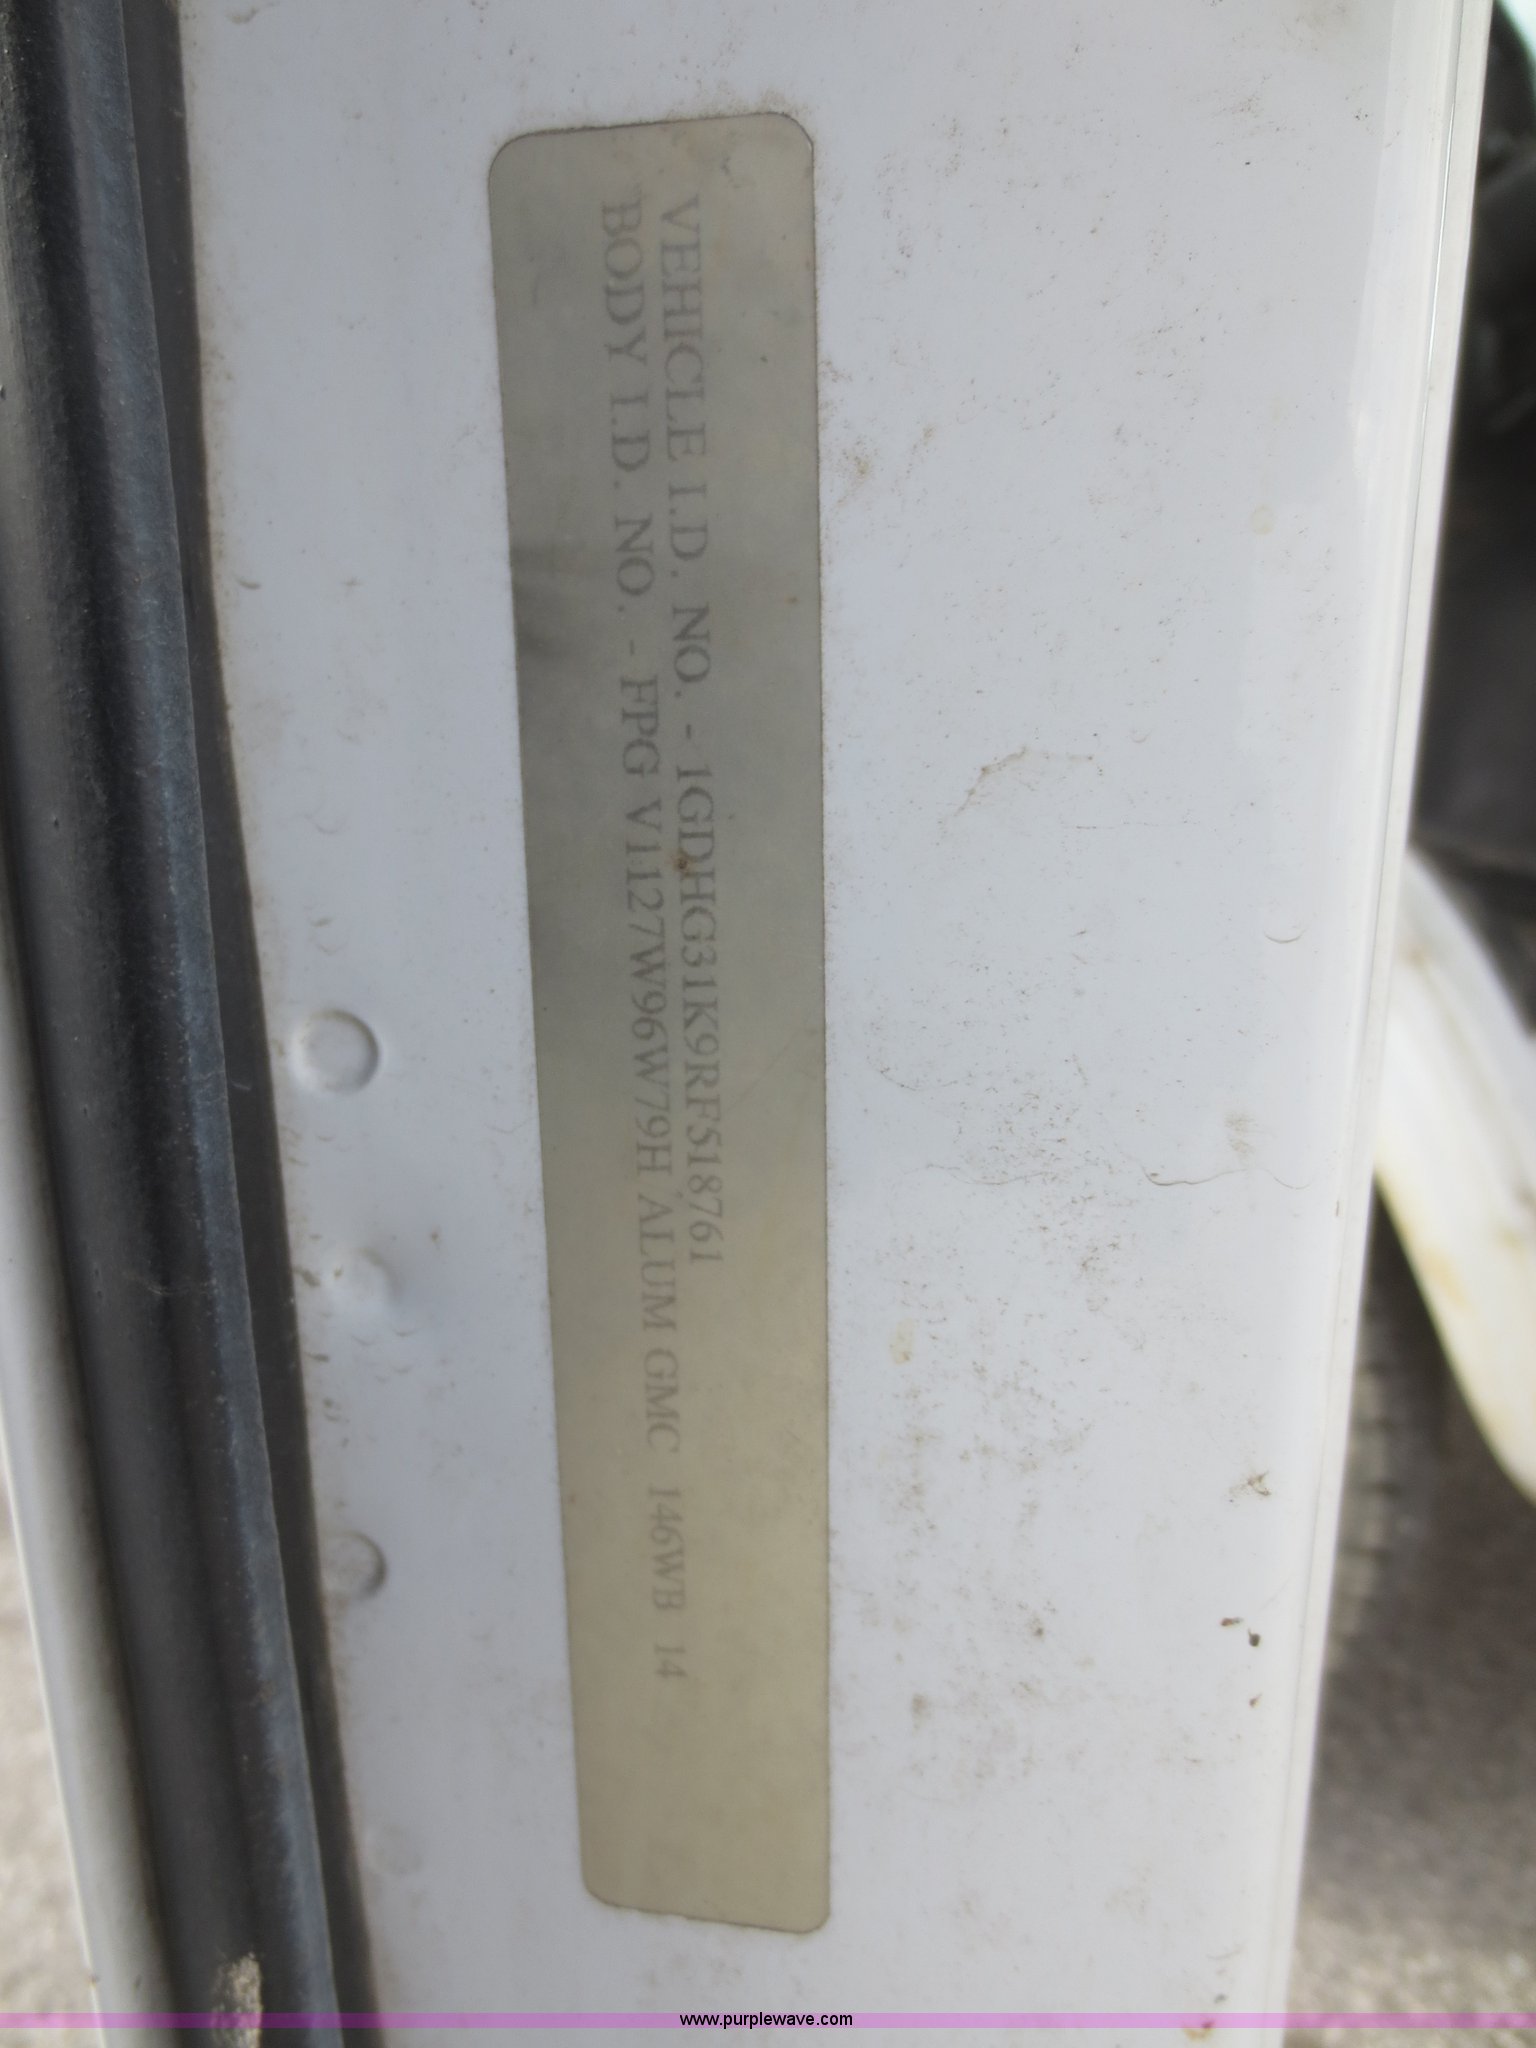 VEHICLE I.D. NO. - 1GDHG31K9RF518761
BODY I.D. NO. - FPG V1127W96W79H ALUM GMC 146WB 14
www.purplewave.com